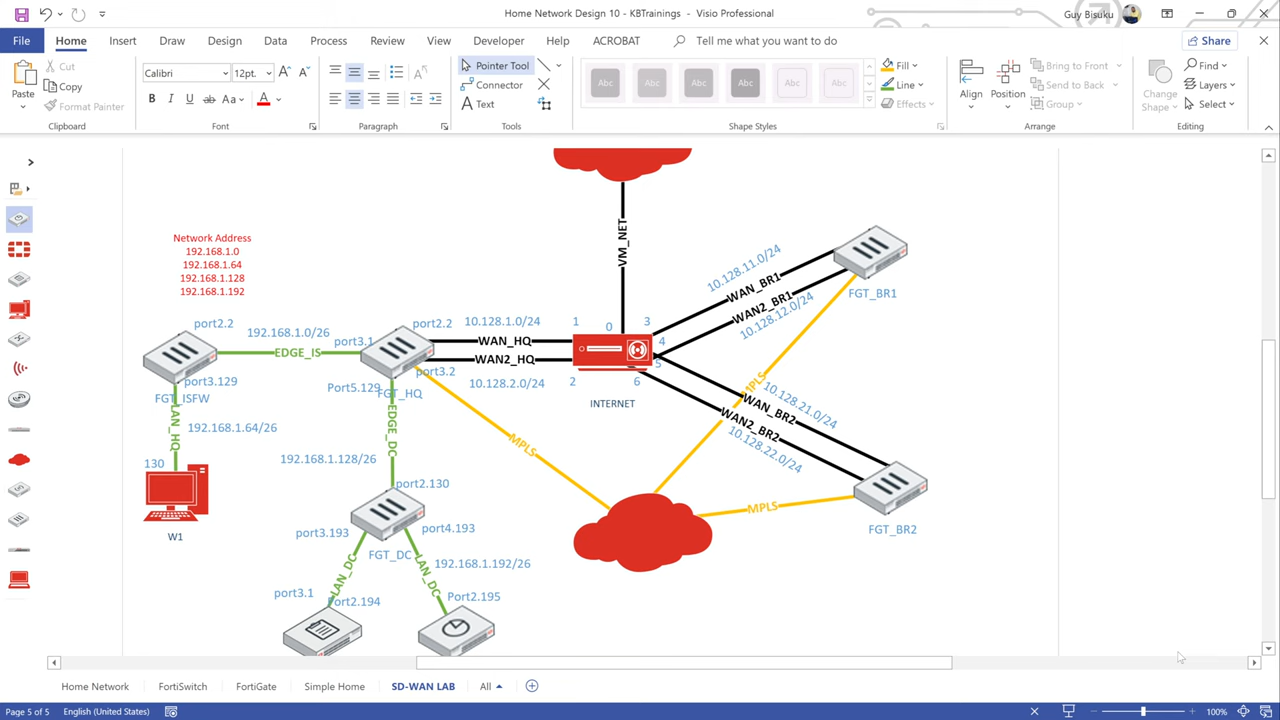 Home Network Design 10 - KBTrainings - Visio Professional
Guy Bisuku
File
Home
Insert
Draw
Design
Data
Process
Review
View
Developer
Help
ACROBAT
Tell me what you want to do
Share
Paste
Cut
Copy
Format Painter
Clipboard
Calibri
12pt.
A A
B I U ab Aa A
Font
Paragraph
Pointer Tool
Connector
Text
Tools
Abc Abc Abc Abc Abc Abc
Shape Styles
Fill
Line
Effects
Align
Position
Bring to Front
Send to Back
Group
Arrange
Change
Shape
Find
Layers
Select
Editing
Network Address
192.168.1.0
192.168.1.64
192.168.1.128
192.168.1.192
VM_NET
10.128.11.0/24
WAN_BR1
WAN2_BR1
10.128.12.0/24
FGT_BR1
port2.2
192.168.1.0/26
EDGE_IS
port3.1
port2.2
10.128.1.0/24
WAN_HQ
WAN2_HQ
10.128.2.0/24
0
1
2
3
4
5
6
INTERNET
port3.129
FGT_ISFW
Port5.129
port3.2
FGT_HQ
LAN_HQ
192.168.1.64/26
EDGE_DC
192.168.1.128/26
MPLS
MPLS
MPLS
10.128.21.0/24
WAN_BR2
WAN2_BR2
10.128.22.0/24
FGT_BR2
130
W1
port2.130
port3.193
port4.193
FGT_DC
LAN_DC
LAN_DC
192.168.1.192/26
port3.1
Port2.194
Port2.195
Home Network
FortiSwitch
FortiGate
Simple Home
SD-WAN LAB
All
Page 5 of 5
English (United States)
100%